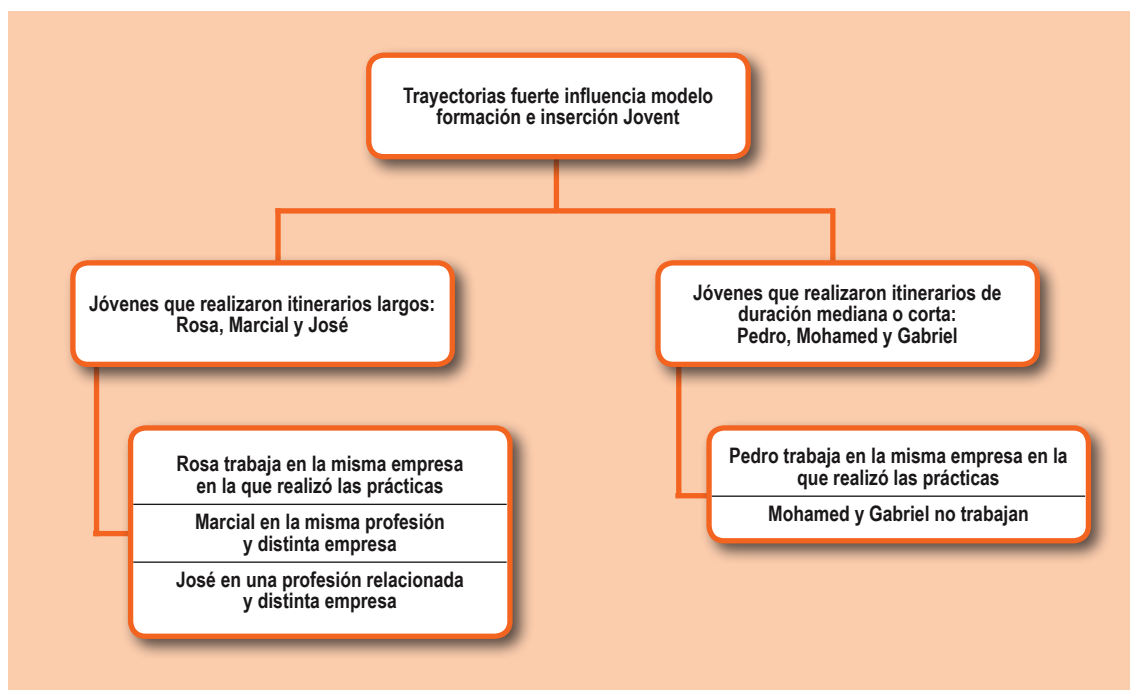 Trayectorias fuerte influencia modelo
formación e inserción Jovent
Jóvenes que realizaron itinerarios largos:
Rosa, Marcial y José
Rosa trabaja en la misma empresa
en la que realizó las prácticas
Marcial en la misma profesión
y distinta empresa
José en una profesión relacionada
y distinta empresa
Jóvenes que realizaron itinerarios de
duración mediana o corta:
Pedro, Mohamed y Gabriel
Pedro trabaja en la misma empresa en la
que realizó las prácticas
Mohamed y Gabriel no trabajan